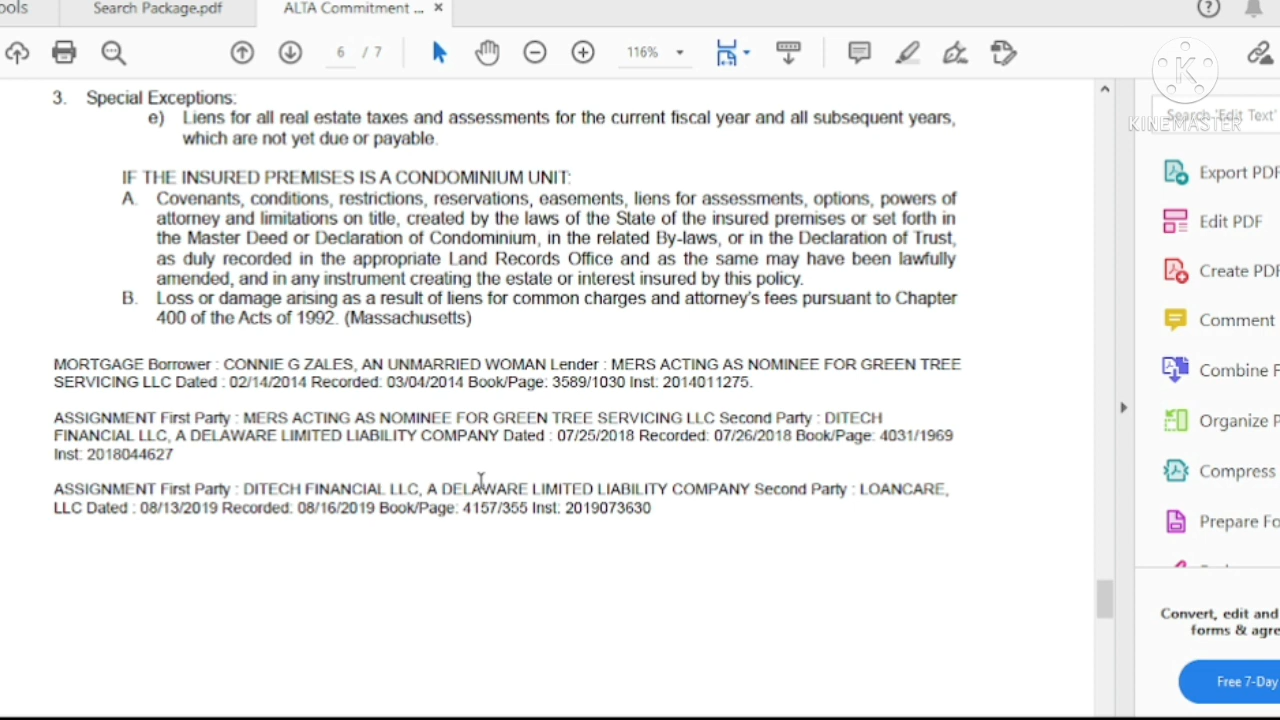 ools
Search Package.pdf
ALTA Commitment ... ×
6 / 7
116%
K
KINEMASTER
Search 'Edit Text'
3. Special Exceptions:
e) Liens for all real estate taxes and assessments for the current fiscal year and all subsequent years,
which are not yet due or payable.
IF THE INSURED PREMISES IS A CONDOMINIUM UNIT:
A. Covenants, conditions, restrictions, reservations, easements, liens for assessments, options, powers of
attorney and limitations on title, created by the laws of the State of the insured premises or set forth in
the Master Deed or Declaration of Condominium, in the related By-laws, or in the Declaration of Trust,
as duly recorded in the appropriate Land Records Office and as the same may have been lawfully
amended, and in any instrument creating the estate or interest insured by this policy.
B. Loss or damage arising as a result of liens for common charges and attorney's fees pursuant to Chapter
400 of the Acts of 1992. (Massachusetts)
MORTGAGE Borrower : CONNIE G ZALES, AN UNMARRIED WOMAN Lender : MERS ACTING AS NOMINEE FOR GREEN TREE
SERVICING LLC Dated : 02/14/2014 Recorded: 03/04/2014 Book/Page: 3589/1030 Inst: 2014011275.
ASSIGNMENT First Party : MERS ACTING AS NOMINEE FOR GREEN TREE SERVICING LLC Second Party : DITECH
FINANCIAL LLC, A DELAWARE LIMITED LIABILITY COMPANY Dated : 07/25/2018 Recorded: 07/26/2018 Book/Page: 4031/1969
Inst: 2018044627
ASSIGNMENT First Party : DITECH FINANCIAL LLC, A DELAWARE LIMITED LIABILITY COMPANY Second Party : LOANCARE,
LLC Dated : 08/13/2019 Recorded: 08/16/2019 Book/Page: 4157/355 Inst: 2019073630
Export PDF
Edit PDF
Create PDF
Comment
Combine F
Organize P
Compress
Prepare Fo
Convert, edit and
forms & agre
Free 7-Day